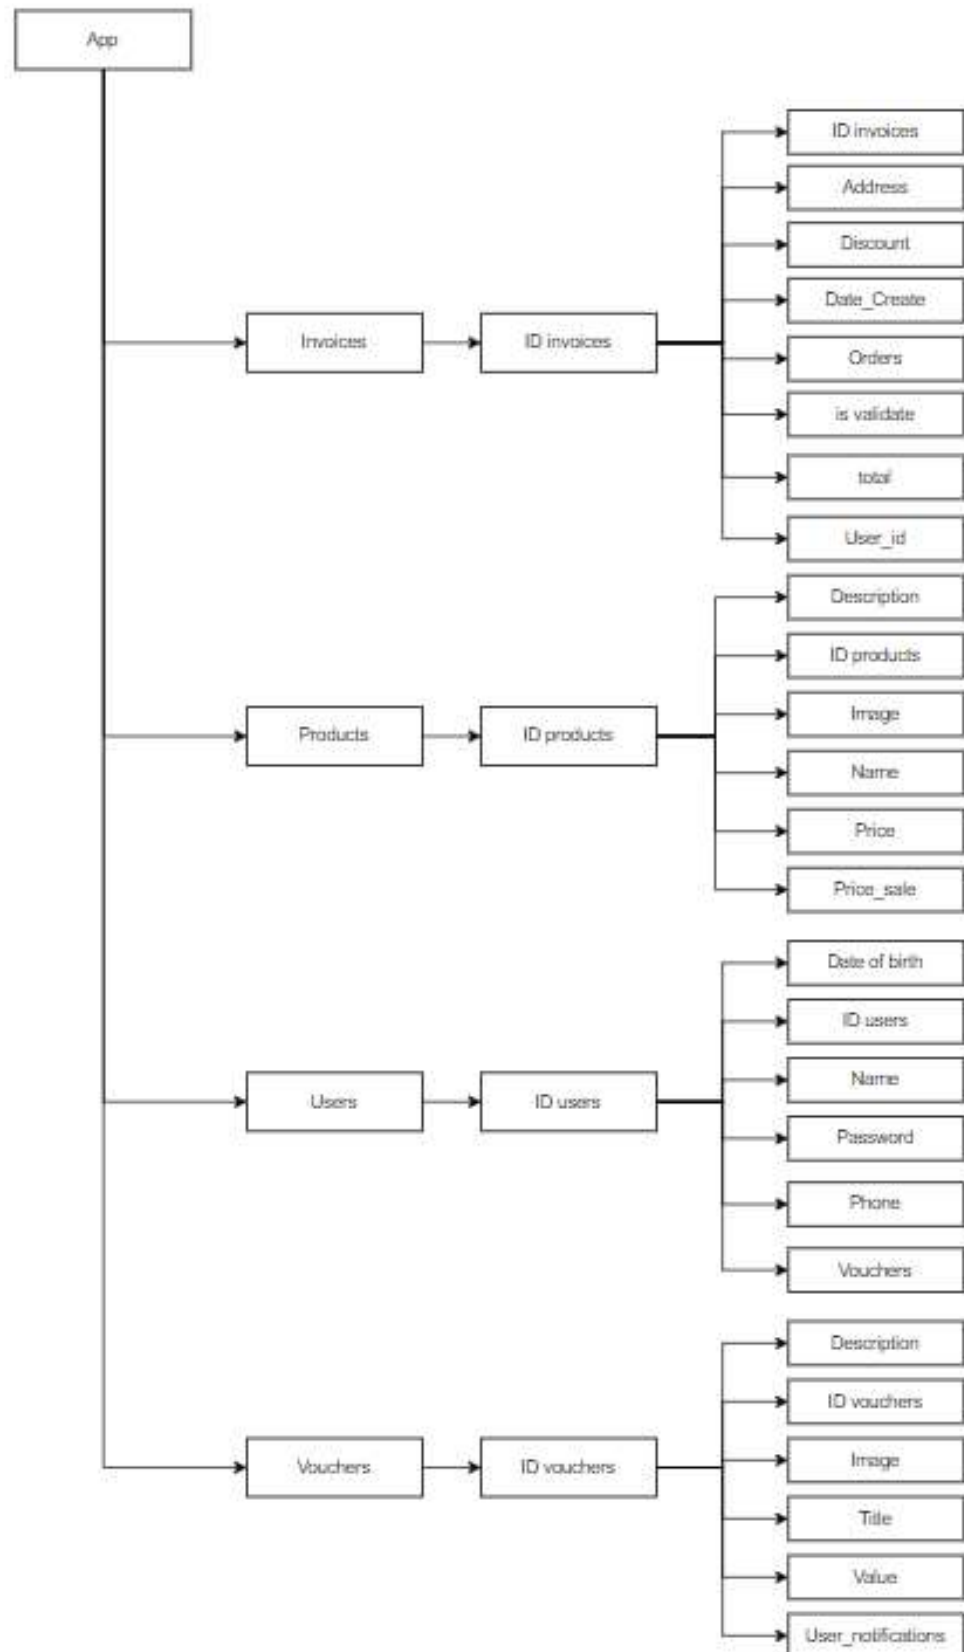 App
ID invoices
Address
Discount
Date_Create
Invoices
ID invoices
Orders
is validate
total
User_id
Description
ID products
Image
Products
ID products
Name
Price
Price_sale
Date of birth
ID users
Name
Users
ID users
Password
Phone
Vouchers
Description
ID vouchers
Image
Vouchers
ID vouchers
Title
Value
User_notifications